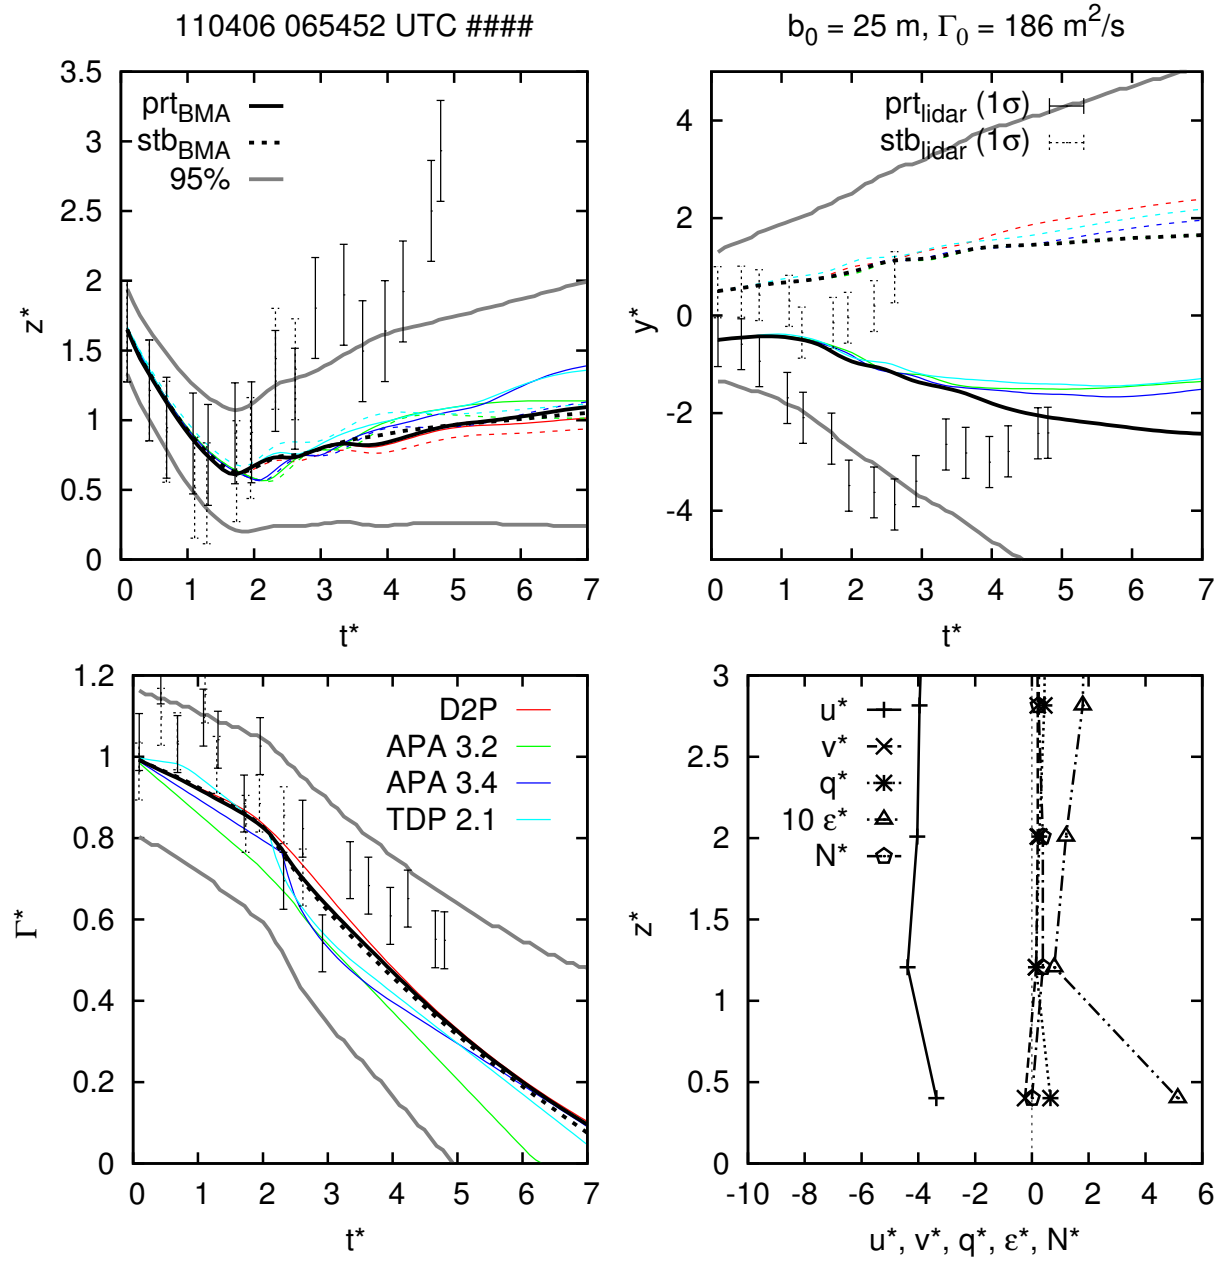 110406 065452 UTC ####
b₀ = 25 m, Γ₀ = 186 m²/s
3.5
3
2.5
2
1.5
1
0.5
0
z*
prt_BMA
stb_BMA
95%
0 1 2 3 4 5 6 7
t*
4
2
0
-2
-4
y*
prt_lidar (1σ)
stb_lidar (1σ)
0 1 2 3 4 5 6 7
t*
1.2
1
0.8
0.6
0.4
0.2
0
Γ*
D2P
APA 3.2
APA 3.4
TDP 2.1
0 1 2 3 4 5 6 7
t*
3
2.5
2
1.5
1
0.5
0
z*
u*
v*
q*
10 ε*
N*
-10 -8 -6 -4 -2 0 2 4 6
u*, v*, q*, ε*, N*